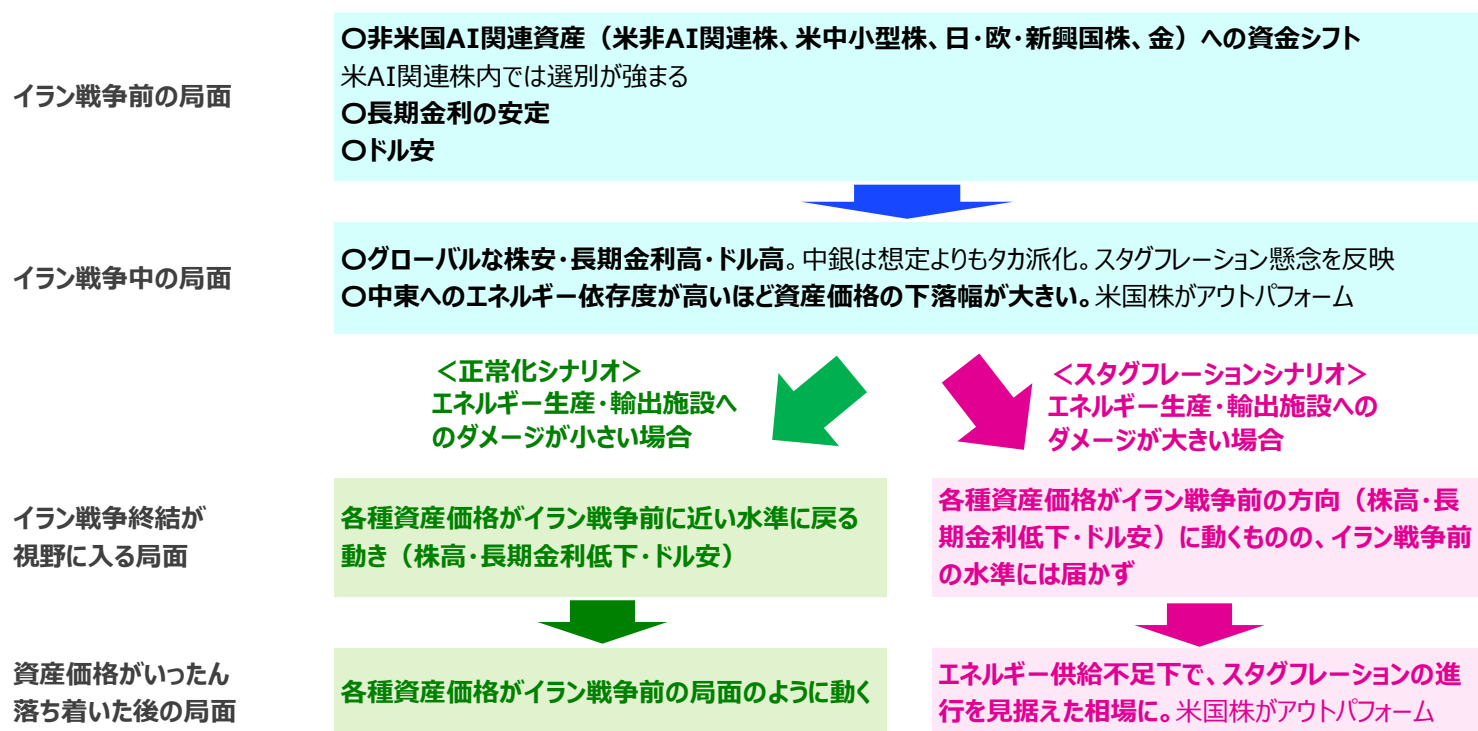 イラン戦争前の局面
〇非米国AI関連資産（米非AI関連株、米中小型株、日・欧・新興国株、金）への資金シフト
米AI関連株内では選別が強まる
〇長期金利の安定
〇ドル安
イラン戦争中の局面
〇グローバルな株安・長期金利高・ドル高。中銀は想定よりもタカ派化。スタグフレーション懸念を反映
〇中東へのエネルギー依存度が高いほど資産価格の下落幅が大きい。米国株がアウトパフォーム
＜正常化シナリオ＞
エネルギー生産・輸出施設へ
のダメージが小さい場合
＜スタグフレーションシナリオ＞
エネルギー生産・輸出施設への
ダメージが大きい場合
イラン戦争終結が
視野に入る局面
各種資産価格がイラン戦争前に近い水準に戻る
動き（株高・長期金利低下・ドル安）
各種資産価格がイラン戦争前の方向（株高・長
期金利低下・ドル安）に動くものの、イラン戦争前
の水準には届かず
資産価格がいったん
落ち着いた後の局面
各種資産価格がイラン戦争前の局面のように動く
エネルギー供給不足下で、スタグフレーションの進
行を見据えた相場に。米国株がアウトパフォーム